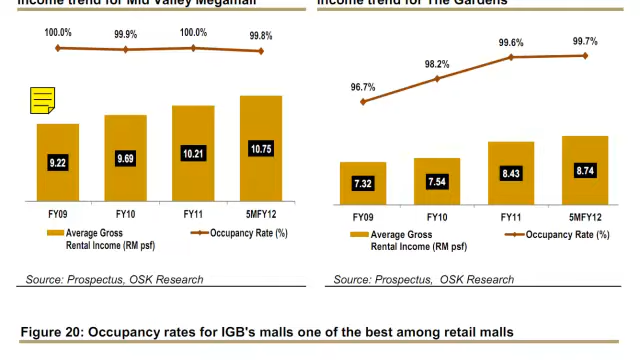 Income trend for Mid Valley Megamall
100.0%
99.9%
100.0%
99.8%
9.22
9.69
10.21
10.75
FY09
FY10
FY11
5MFY12
Average Gross
Rental Income (RM psf)
Occupancy Rate (%)
Source: Prospectus, OSK Research
Income trend for The Gardens
96.7%
98.2%
99.6%
99.7%
7.32
7.54
8.43
8.74
FY09
FY10
FY11
5MFY12
Average Gross
Rental Income (RM psf)
Occupancy Rate (%)
Source: Prospectus, OSK Research
Figure 20: Occupancy rates for IGB's malls one of the best among retail malls